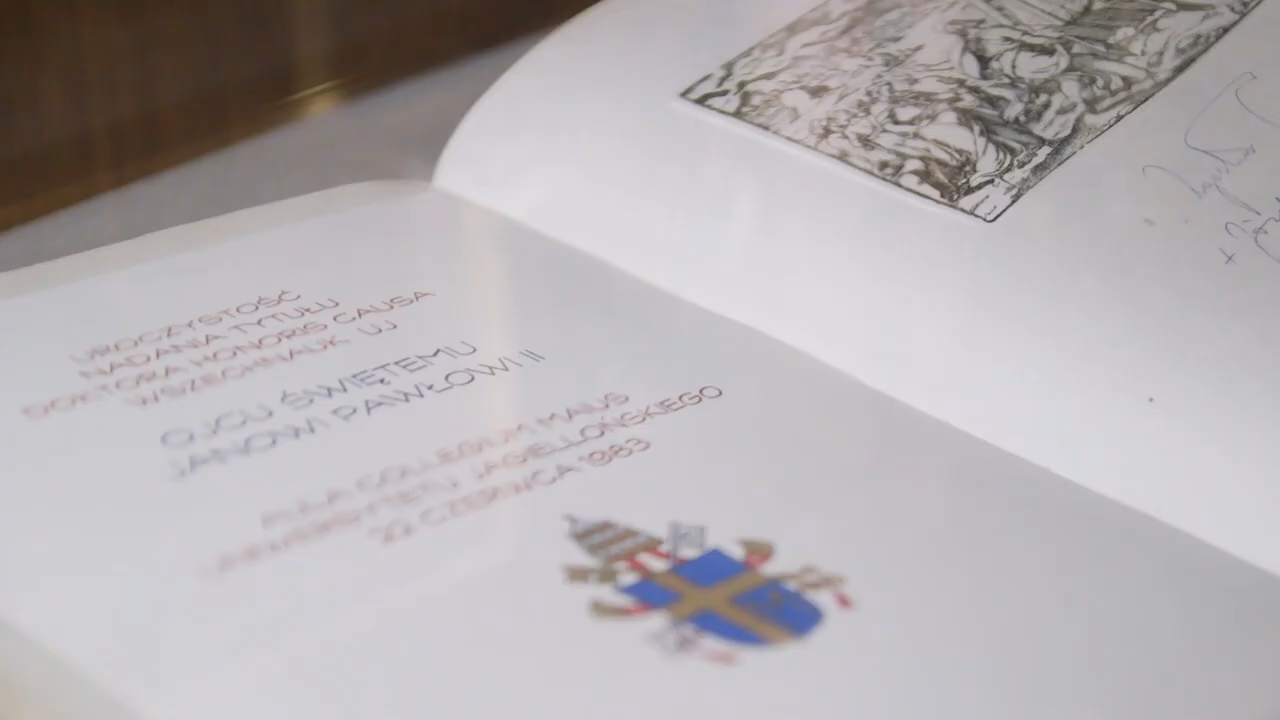 UROCZYSTOŚĆ
NADANIA TYTUŁU
DOKTORA HONORIS CAUSA
WSZECHNAUK UJ
OJCU ŚWIĘTEMU
JANOWI PAWŁOWI II
AULA COLLEGIUM MAIUS
UNIWERSYTETU JAGIELLOŃSKIEGO
22 CZERWCA 1983